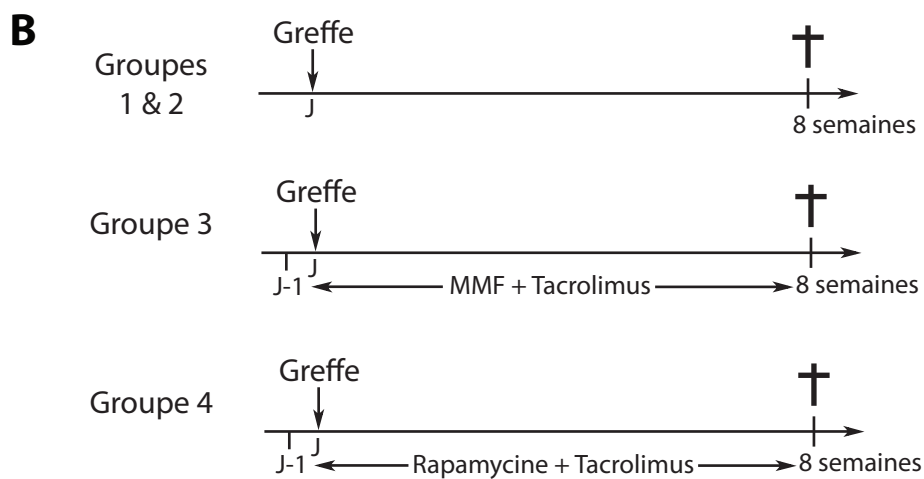 B
Greffe
Groupes
1 & 2
J
8 semaines
Greffe
Groupe 3
J-1
J
MMF + Tacrolimus
8 semaines
Greffe
Groupe 4
J-1
J
Rapamycine + Tacrolimus
8 semaines